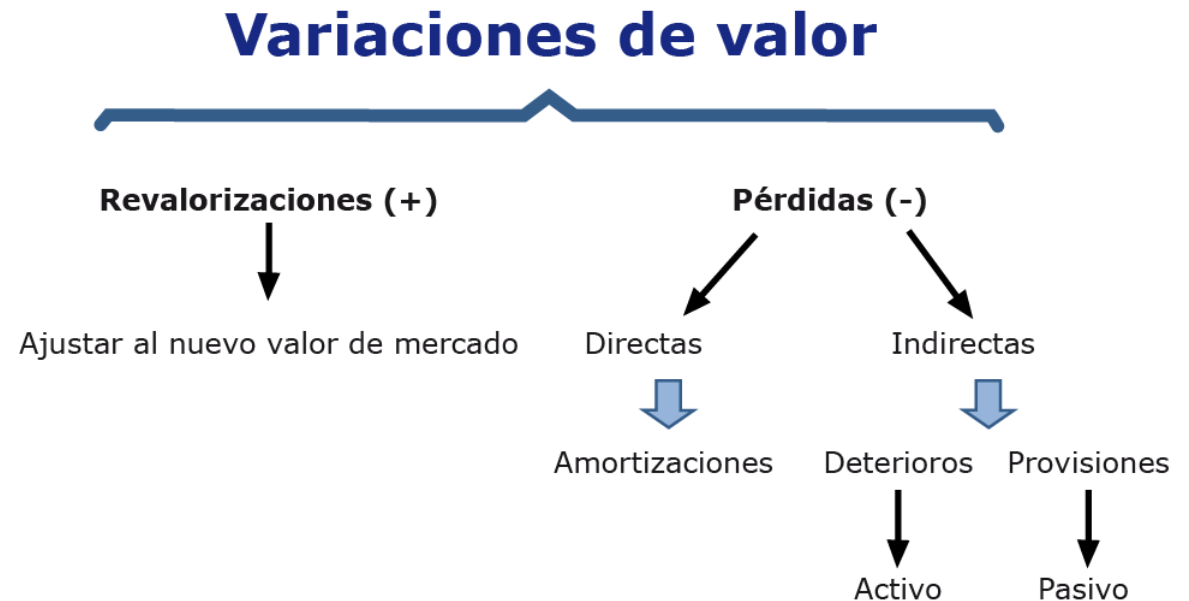 Variaciones de valor
Revalorizaciones (+)
Pérdidas (-)
Ajustar al nuevo valor de mercado
Directas
Indirectas
Amortizaciones
Deterioros
Provisiones
Activo
Pasivo